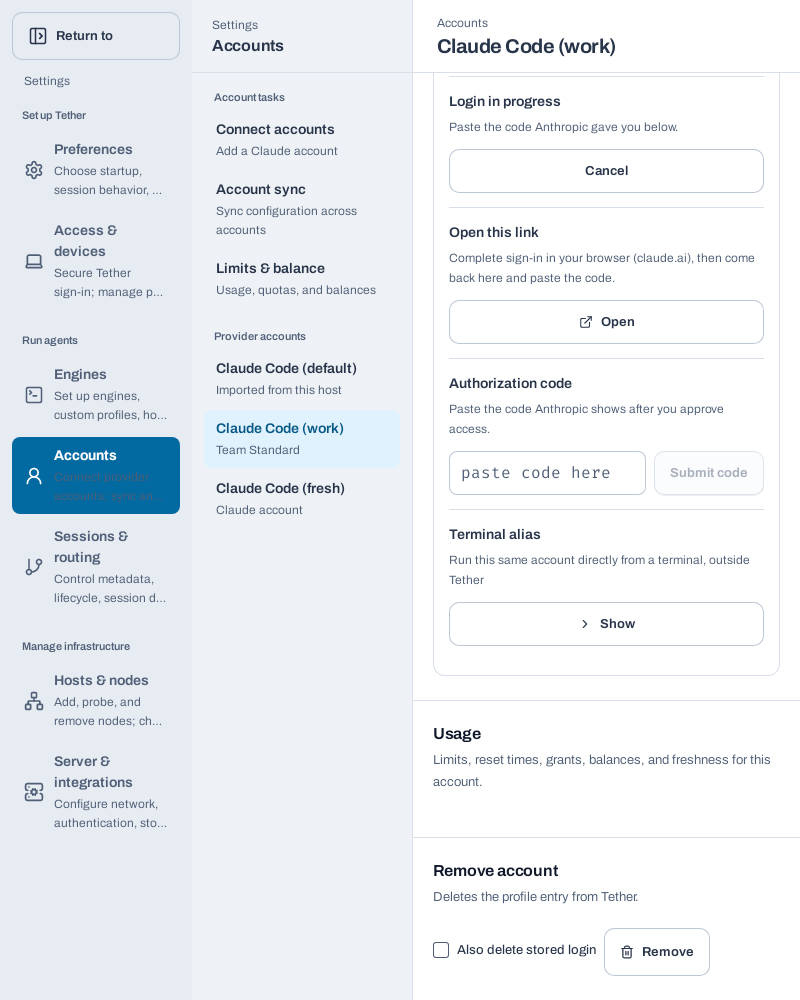 Return to
Settings
Set up Tether
Preferences
Choose startup,
session behavior, ...
Access &
devices
Secure Tether
sign-in; manage p...
Run agents
Engines
Set up engines,
custom profiles, ho...
Accounts
Connect provider
accounts, sync an...
Sessions &
routing
Control metadata,
lifecycle, session d...
Manage infrastructure
Hosts & nodes
Add, probe, and
remove nodes; ch...
Server &
integrations
Configure network,
authentication, sto...
Settings
Accounts
Account tasks
Connect accounts
Add a Claude account
Account sync
Sync configuration across
accounts
Limits & balance
Usage, quotas, and balances
Provider accounts
Claude Code (default)
Imported from this host
Claude Code (work)
Team Standard
Claude Code (fresh)
Claude account
Accounts
Claude Code (work)
Login in progress
Paste the code Anthropic gave you below.
Cancel
Open this link
Complete sign-in in your browser (claude.ai), then come
back here and paste the code.
Open
Authorization code
Paste the code Anthropic shows after you approve
access.
paste code here
Submit code
Terminal alias
Run this same account directly from a terminal, outside
Tether
Show
Usage
Limits, reset times, grants, balances, and freshness for this
account.
Remove account
Deletes the profile entry from Tether.
Also delete stored login
Remove